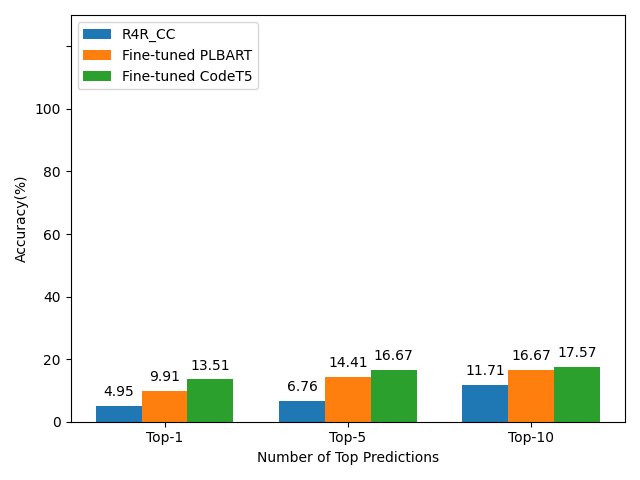 R4R_CC
Fine-tuned PLBART
Fine-tuned CodeT5
100
80
60
40
20
0
Accuracy(%)
4.95
9.91
13.51
6.76
14.41
16.67
11.71
16.67
17.57
Top-1
Top-5
Top-10
Number of Top Predictions